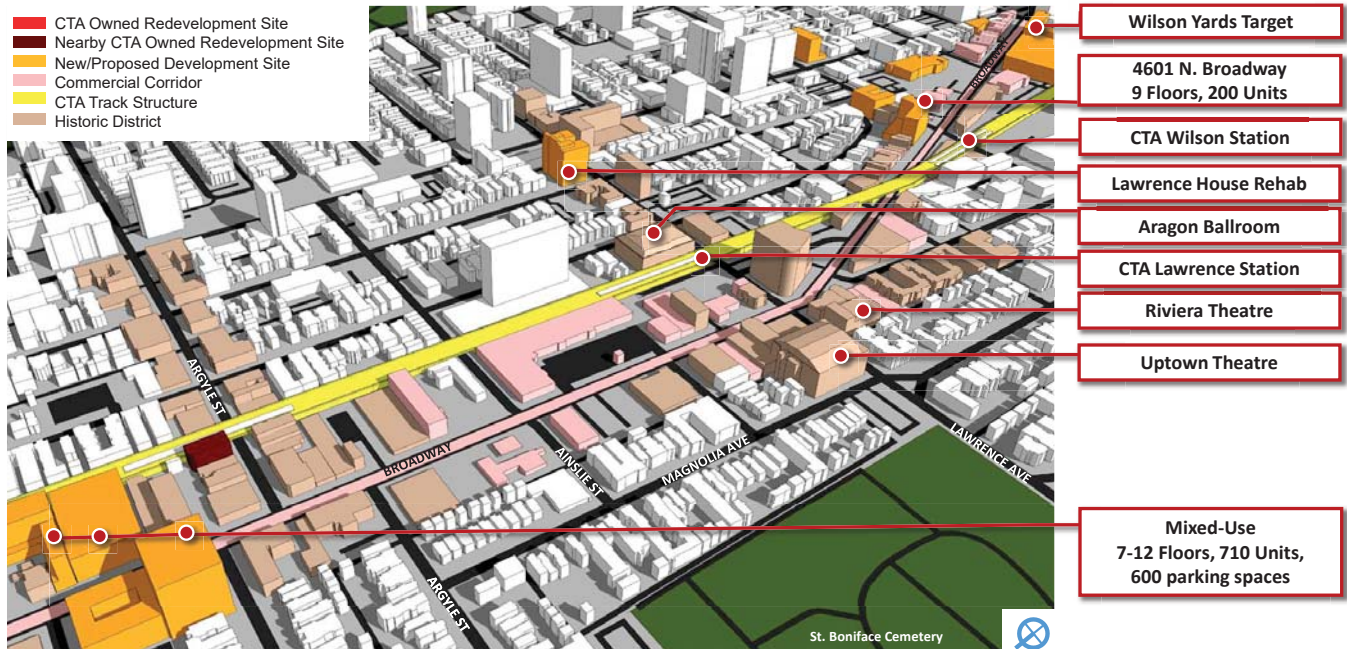 CTA Owned Redevelopment Site
Nearby CTA Owned Redevelopment Site
New/Proposed Development Site
Commercial Corridor
CTA Track Structure
Historic District
Wilson Yards Target
4601 N. Broadway
9 Floors, 200 Units
CTA Wilson Station
Lawrence House Rehab
Aragon Ballroom
CTA Lawrence Station
Riviera Theatre
Uptown Theatre
Mixed-Use
7-12 Floors, 710 Units,
600 parking spaces
BROADWAY
ARGYLE ST
BROADWAY
AINSLIE ST
MAGNOLIA AVE
LAWRENCE AVE
ARGYLE ST
St. Boniface Cemetery